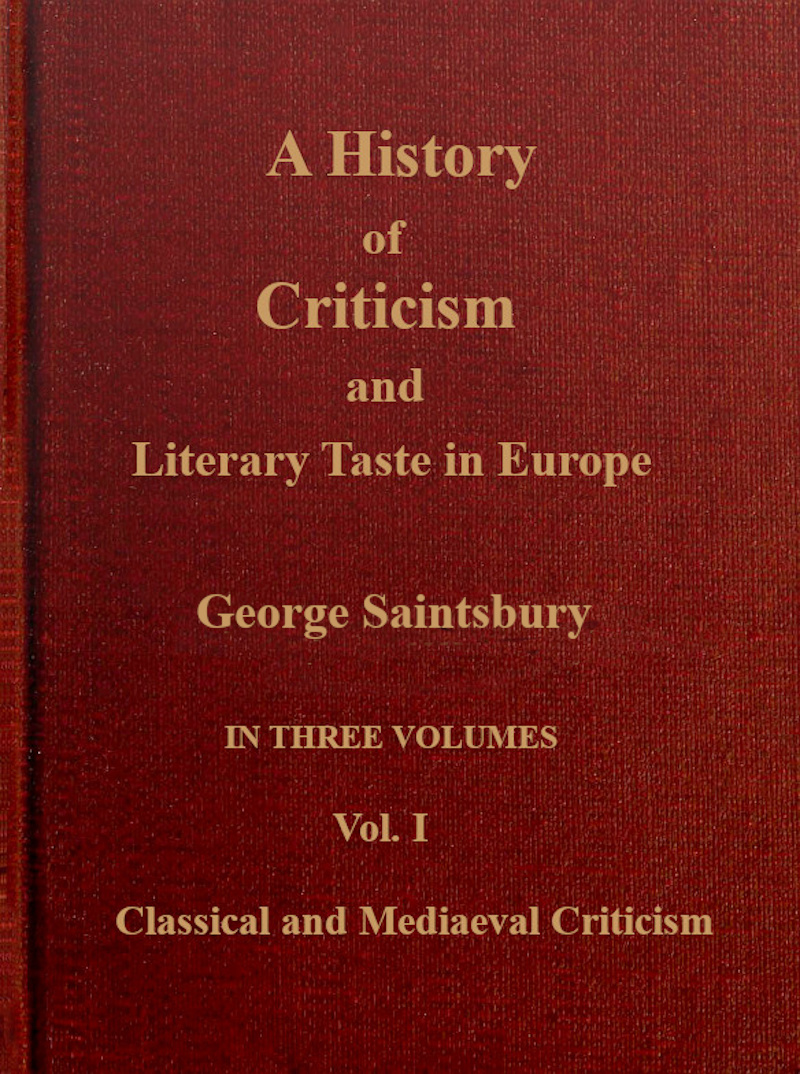 A History
of
Criticism
and
Literary Taste in Europe
George Saintsbury
IN THREE VOLUMES
Vol. I
Classical and Mediaeval Criticism